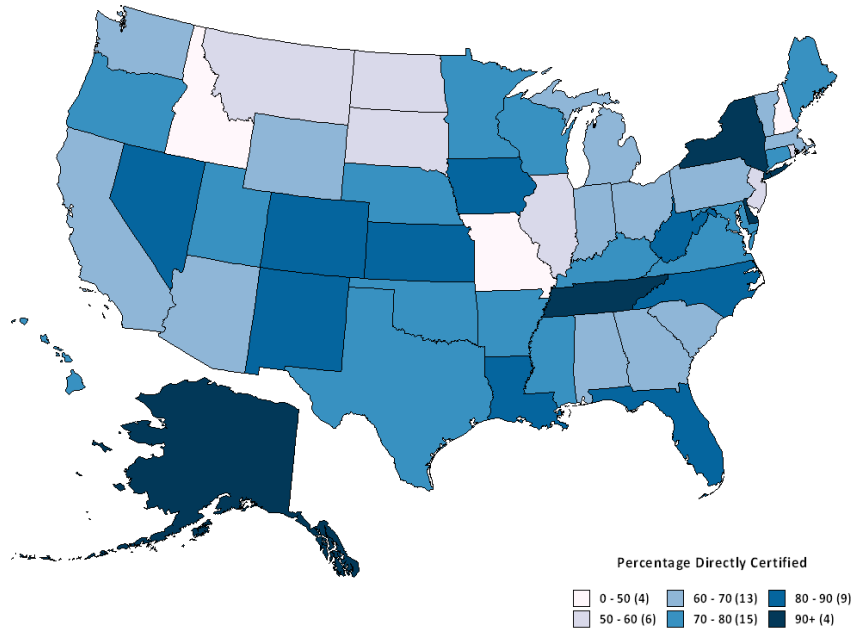 Percentage Directly Certified
0 - 50 (4) 60 - 70 (13) 80 - 90 (9)
50 - 60 (6) 70 - 80 (15) 90+ (4)